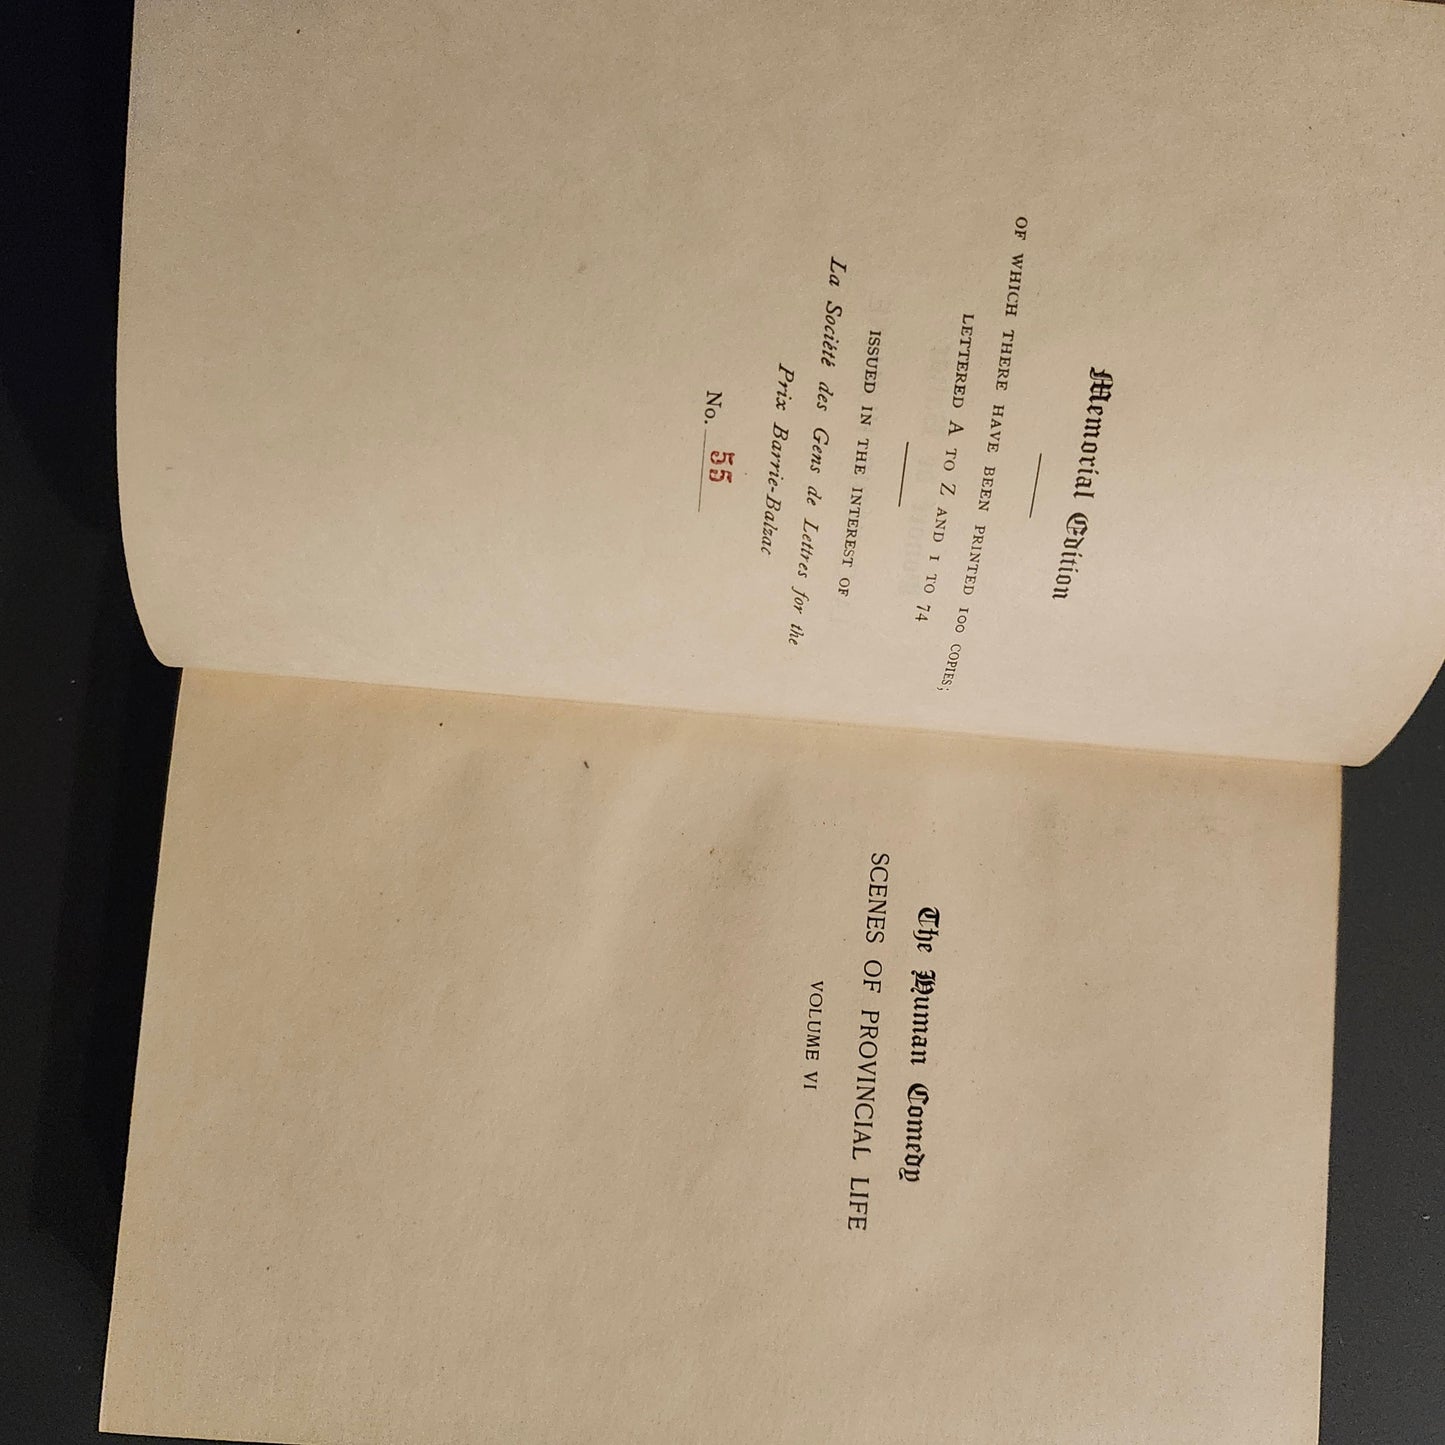 Memorial Edition
OF WHICH THERE HAVE BEEN PRINTED 100 COPIES;
LETTERED A TO Z AND 1 TO 74
ISSUED IN THE INTEREST OF
La Société des Gens de Lettres for the
Prix Barrie-Balzac
No. 55
The Human Comedy
SCENES OF PROVINCIAL LIFE
VOLUME VI